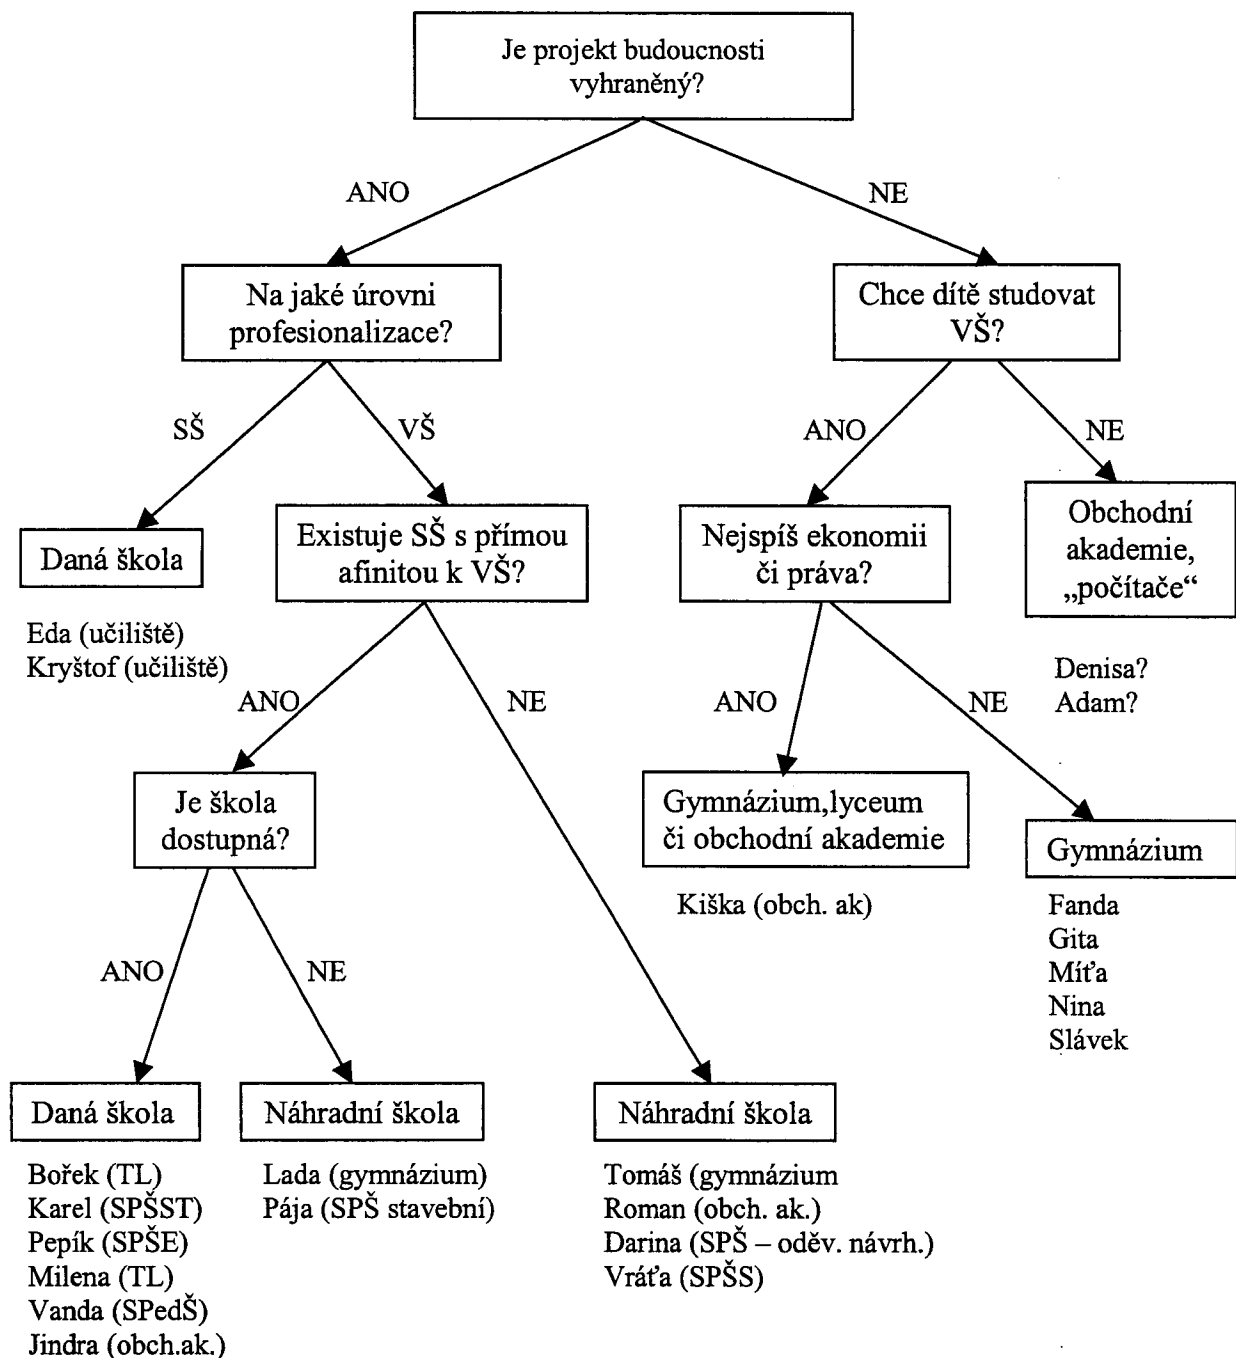 Je projekt budoucnosti
vyhraněný?
ANO
NE
Na jaké úrovni
profesionalizace?
Chce dítě studovat
VŠ?
SŠ
VŠ
ANO
NE
Daná škola
Existuje SŠ s přímou
afinitou k VŠ?
Nejspíš ekonomii
či práva?
Obchodní
akademie,
„počítače“
Eda (učiliště)
Kryštof (učiliště)
Denisa?
Adam?
ANO
NE
ANO
NE
Je škola
dostupná?
Gymnázium,lyceum
či obchodní akademie
Gymnázium
Kiška (obch. ak)
Fanda
Gita
Míťa
Nina
Slávek
ANO
NE
Daná škola
Náhradní škola
Náhradní škola
Bořek (TL)
Karel (SPŠST)
Pepík (SPŠE)
Milena (TL)
Vanda (SPedŠ)
Jindra (obch.ak.)
Lada (gymnázium)
Pája (SPŠ stavební)
Tomáš (gymnázium
Roman (obch. ak.)
Darina (SPŠ – oděv. návrh.)
Vráťa (SPŠS)